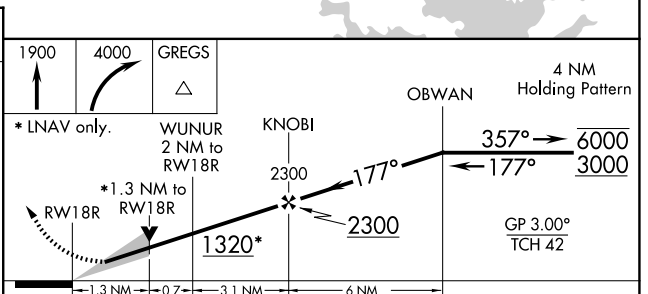 1900 4000 GREGS
4 NM
Holding Pattern
OBWAN
* LNAV only.
WUNUR
2 NM to
RW18R
KNOBI
357° 6000
177° 3000
2300
177°
*1.3 NM to
RW18R
RW18R
2300
GP 3.00°
TCH 42
1320*
1.3 NM 0.7 3.1 NM 6 NM